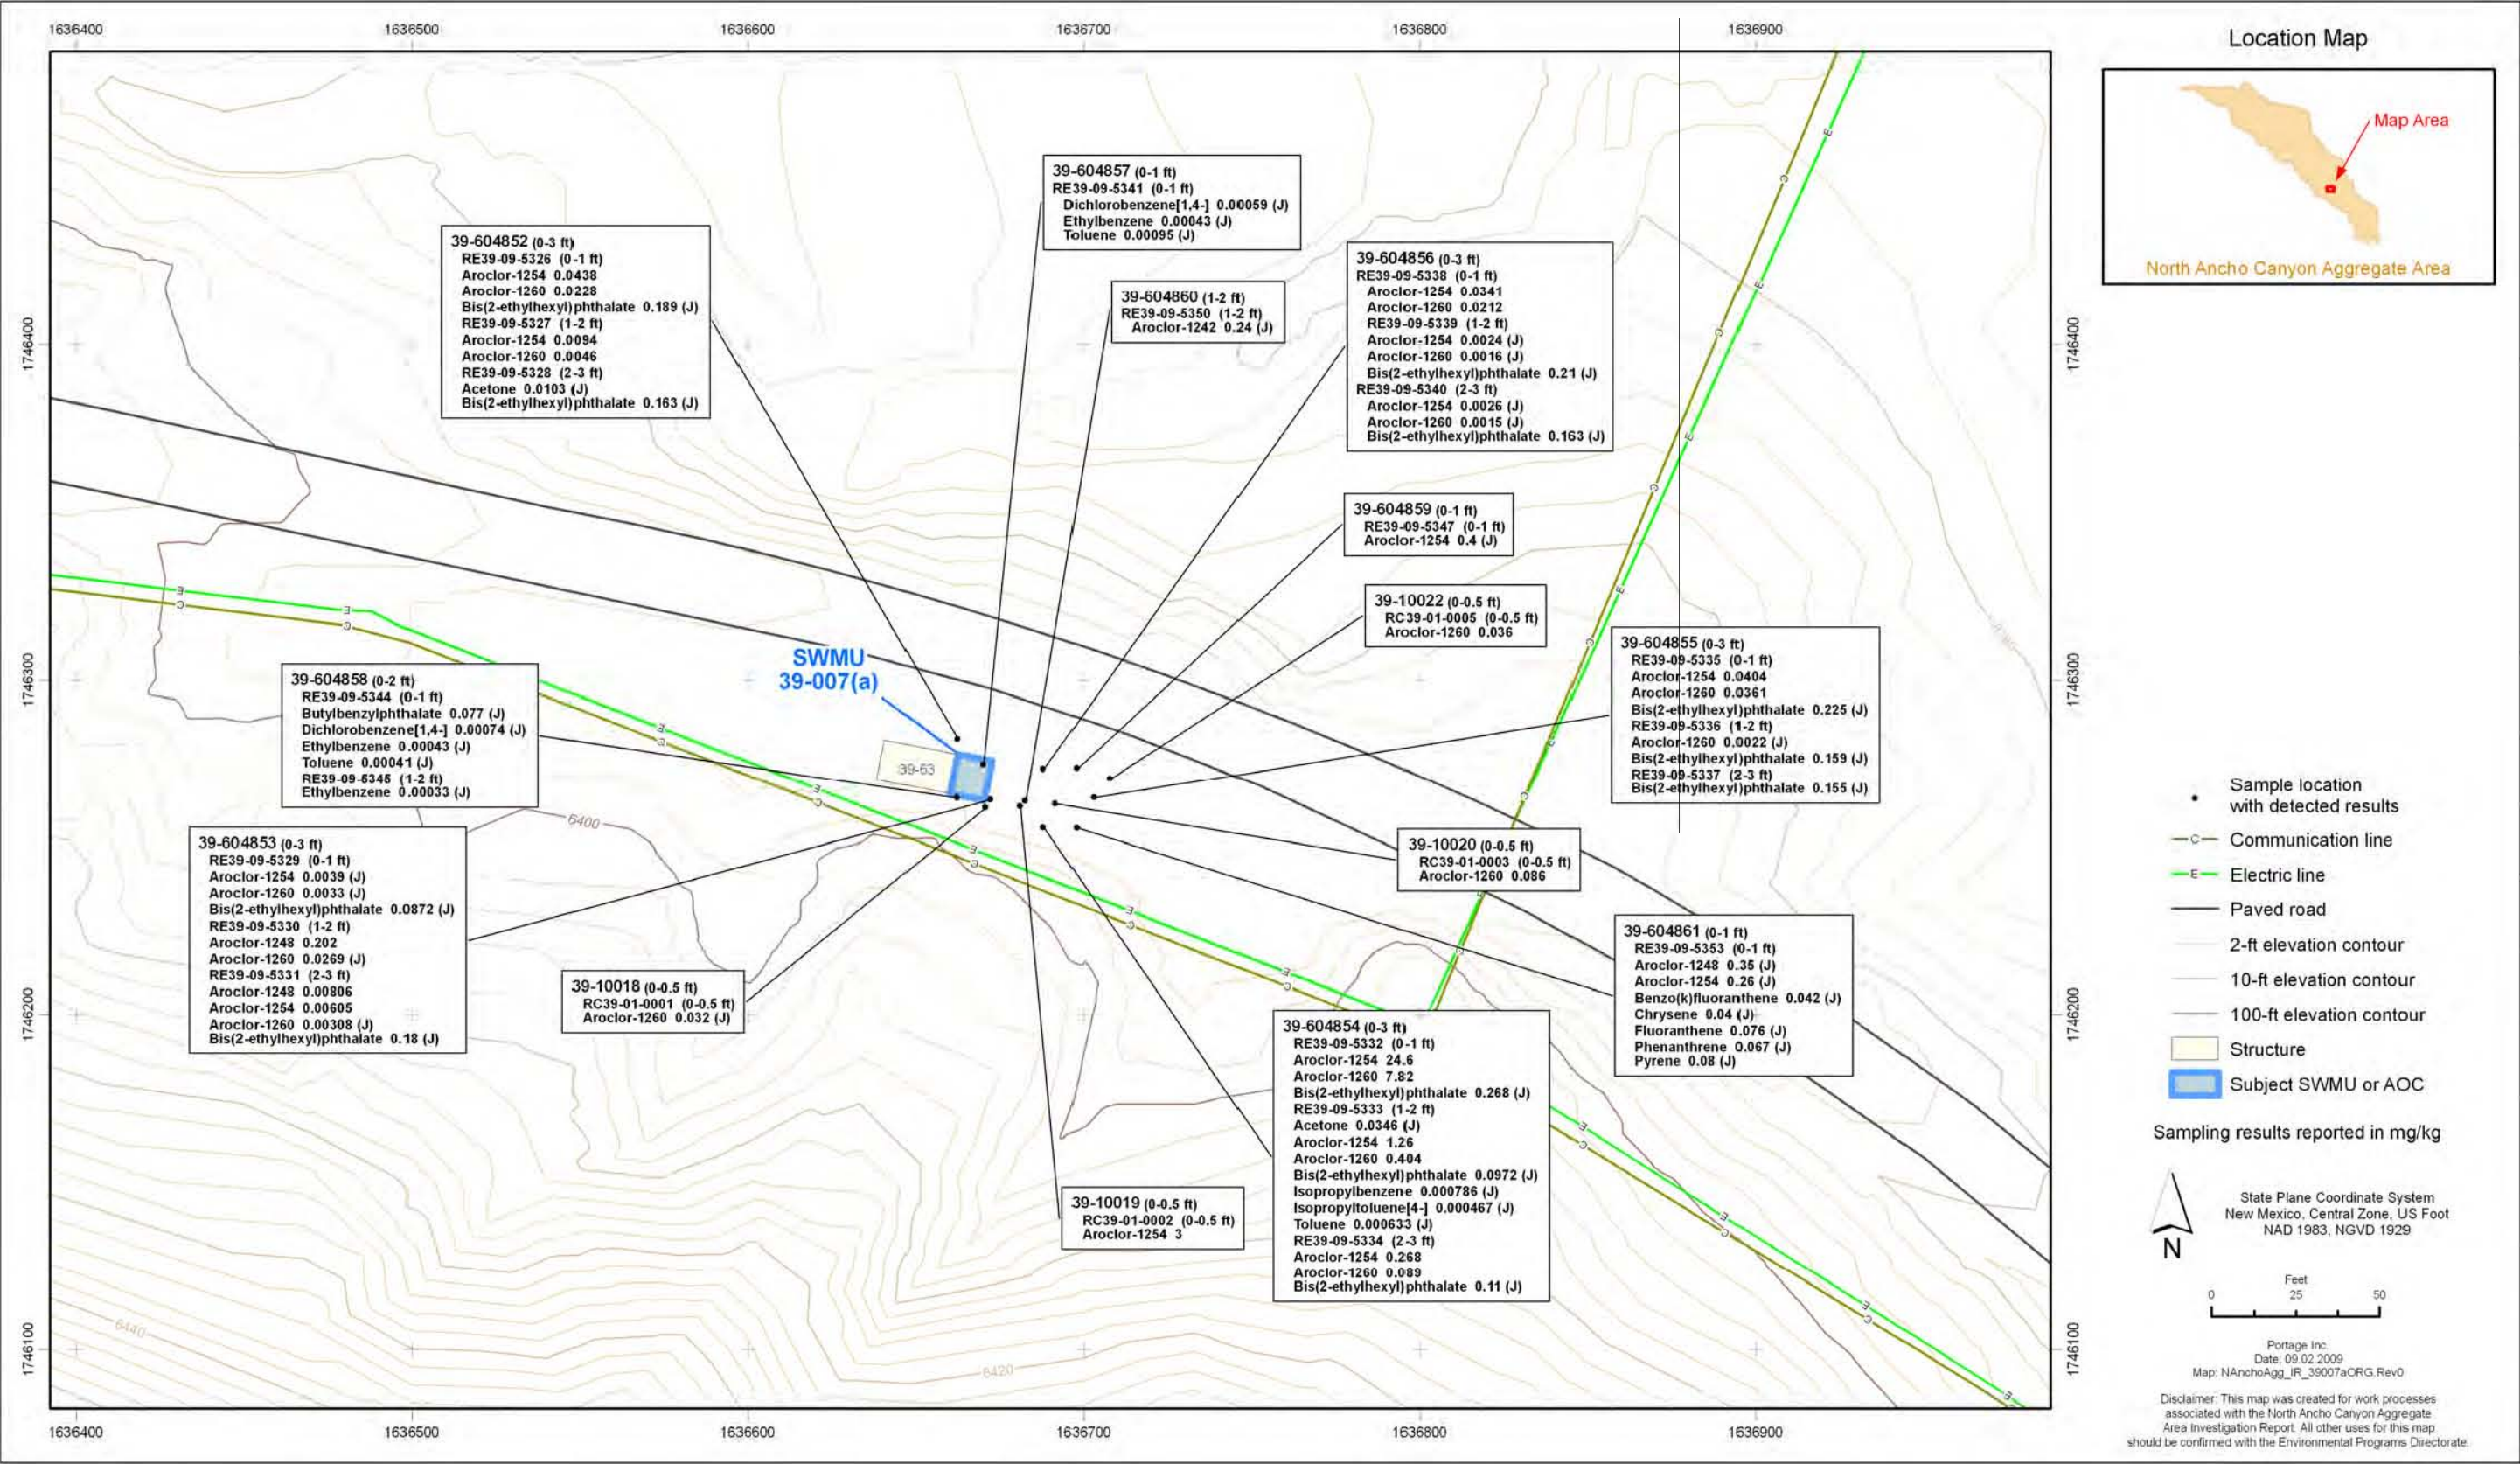 1636400
1636500
1636600
1636700
1636800
1636900
1746400
1746300
1746200
1746100
39-604857 (0-1 ft)
RE39-09-5341 (0-1 ft)
Dichlorobenzene[1,4-] 0.00059 (J)
Ethylbenzene 0.00043 (J)
Toluene 0.00095 (J)
39-604852 (0-3 ft)
RE39-09-5326 (0-1 ft)
Aroclor-1254 0.0438
Aroclor-1260 0.0228
Bis(2-ethylhexyl)phthalate 0.189 (J)
RE39-09-5327 (1-2 ft)
Aroclor-1254 0.0094
Aroclor-1260 0.0046
RE39-09-5328 (2-3 ft)
Acetone 0.0103 (J)
Bis(2-ethylhexyl)phthalate 0.163 (J)
39-604860 (1-2 ft)
RE39-09-5350 (1-2 ft)
Aroclor-1242 0.24 (J)
39-604856 (0-3 ft)
RE39-09-5338 (0-1 ft)
Aroclor-1254 0.0341
Aroclor-1260 0.0212
RE39-09-5339 (1-2 ft)
Aroclor-1254 0.0024 (J)
Aroclor-1260 0.0016 (J)
Bis(2-ethylhexyl)phthalate 0.21 (J)
RE39-09-5340 (2-3 ft)
Aroclor-1254 0.0026 (J)
Aroclor-1260 0.0015 (J)
Bis(2-ethylhexyl)phthalate 0.163 (J)
39-604859 (0-1 ft)
RE39-09-5347 (0-1 ft)
Aroclor-1254 0.4 (J)
39-10022 (0-0.5 ft)
RC39-01-0005 (0-0.5 ft)
Aroclor-1260 0.036
39-604855 (0-3 ft)
RE39-09-5335 (0-1 ft)
Aroclor-1254 0.0404
Aroclor-1260 0.0361
Bis(2-ethylhexyl)phthalate 0.225 (J)
RE39-09-5336 (1-2 ft)
Aroclor-1260 0.0022 (J)
Bis(2-ethylhexyl)phthalate 0.159 (J)
RE39-09-5337 (2-3 ft)
Bis(2-ethylhexyl)phthalate 0.155 (J)
SWMU
39-007(a)
39-63
39-604858 (0-2 ft)
RE39-09-5344 (0-1 ft)
Butylbenzylphthalate 0.077 (J)
Dichlorobenzene[1,4-] 0.00074 (J)
Ethylbenzene 0.00043 (J)
Toluene 0.00041 (J)
RE39-09-5345 (1-2 ft)
Ethylbenzene 0.00033 (J)
6400
39-604853 (0-3 ft)
RE39-09-5329 (0-1 ft)
Aroclor-1254 0.0039 (J)
Aroclor-1260 0.0033 (J)
Bis(2-ethylhexyl)phthalate 0.0872 (J)
RE39-09-5330 (1-2 ft)
Aroclor-1248 0.202
Aroclor-1260 0.0269 (J)
RE39-09-5331 (2-3 ft)
Aroclor-1248 0.00806
Aroclor-1254 0.00605
Aroclor-1260 0.00308 (J)
Bis(2-ethylhexyl)phthalate 0.18 (J)
39-10018 (0-0.5 ft)
RC39-01-0001 (0-0.5 ft)
Aroclor-1260 0.032 (J)
39-10020 (0-0.5 ft)
RC39-01-0003 (0-0.5 ft)
Aroclor-1260 0.086
39-604861 (0-1 ft)
RE39-09-5353 (0-1 ft)
Aroclor-1248 0.35 (J)
Aroclor-1254 0.26 (J)
Benzo(k)fluoranthene 0.042 (J)
Chrysene 0.04 (J)
Fluoranthene 0.076 (J)
Phenanthrene 0.067 (J)
Pyrene 0.08 (J)
39-604854 (0-3 ft)
RE39-09-5332 (0-1 ft)
Aroclor-1254 24.6
Aroclor-1260 7.82
Bis(2-ethylhexyl)phthalate 0.268 (J)
RE39-09-5333 (1-2 ft)
Acetone 0.0346 (J)
Aroclor-1254 1.26
Aroclor-1260 0.404
Bis(2-ethylhexyl)phthalate 0.0972 (J)
Isopropylbenzene 0.000786 (J)
Isopropyltoluene[4-] 0.000467 (J)
Toluene 0.000633 (J)
RE39-09-5334 (2-3 ft)
Aroclor-1254 0.268
Aroclor-1260 0.089
Bis(2-ethylhexyl)phthalate 0.11 (J)
39-10019 (0-0.5 ft)
RC39-01-0002 (0-0.5 ft)
Aroclor-1254 3
6440
6420
1746400
1746300
1746200
1746100
1636400
1636500
1636600
1636700
1636800
1636900
Location Map
Map Area
North Ancho Canyon Aggregate Area
Sample location
with detected results
C Communication line
E Electric line
Paved road
2-ft elevation contour
10-ft elevation contour
100-ft elevation contour
Structure
Subject SWMU or AOC
Sampling results reported in mg/kg
N
State Plane Coordinate System
New Mexico, Central Zone, US Foot
NAD 1983, NGVD 1929
Feet
0 25 50
Portage Inc.
Date: 09.02.2009
Map: NAnchoAgg_IR_39007aORG.Rev0
Disclaimer: This map was created for work processes
associated with the North Ancho Canyon Aggregate
Area Investigation Report. All other uses for this map
should be confirmed with the Environmental Programs Directorate.